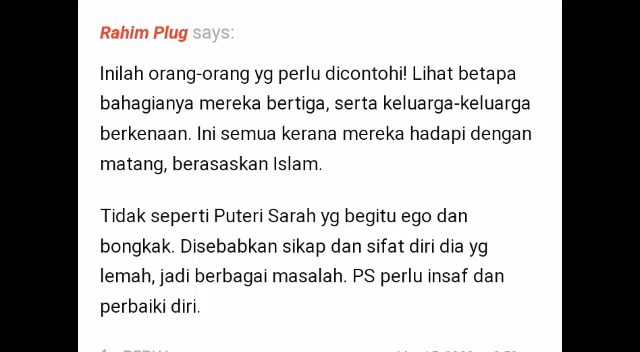 Rahim Plug says:
Inilah orang-orang yg perlu dicontohi! Lihat betapa
bahagianya mereka bertiga, serta keluarga-keluarga
berkenaan. Ini semua kerana mereka hadapi dengan
matang, berasaskan Islam.
Tidak seperti Puteri Sarah yg begitu ego dan
bongkak. Disebabkan sikap dan sifat diri dia yg
lemah, jadi berbagai masalah. PS perlu insaf dan
perbaiki diri.